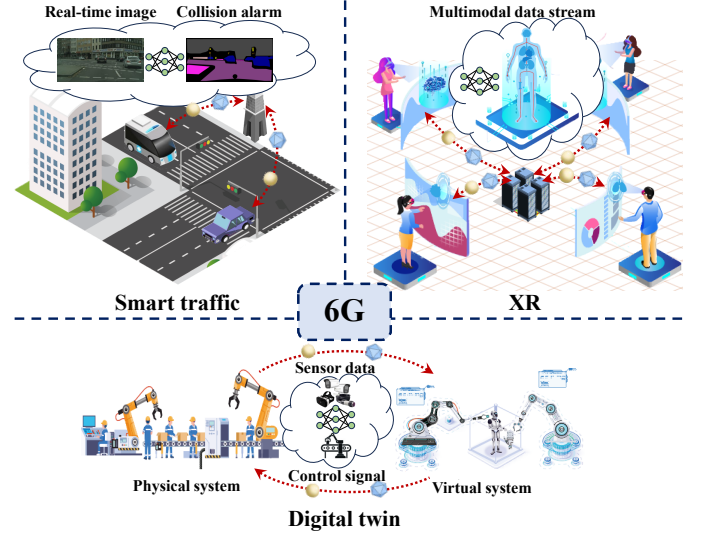 Real-time image
Collision alarm
Multimodal data stream
Smart traffic
6G
XR
Sensor data
Physical system
Control signal
Virtual system
Digital twin